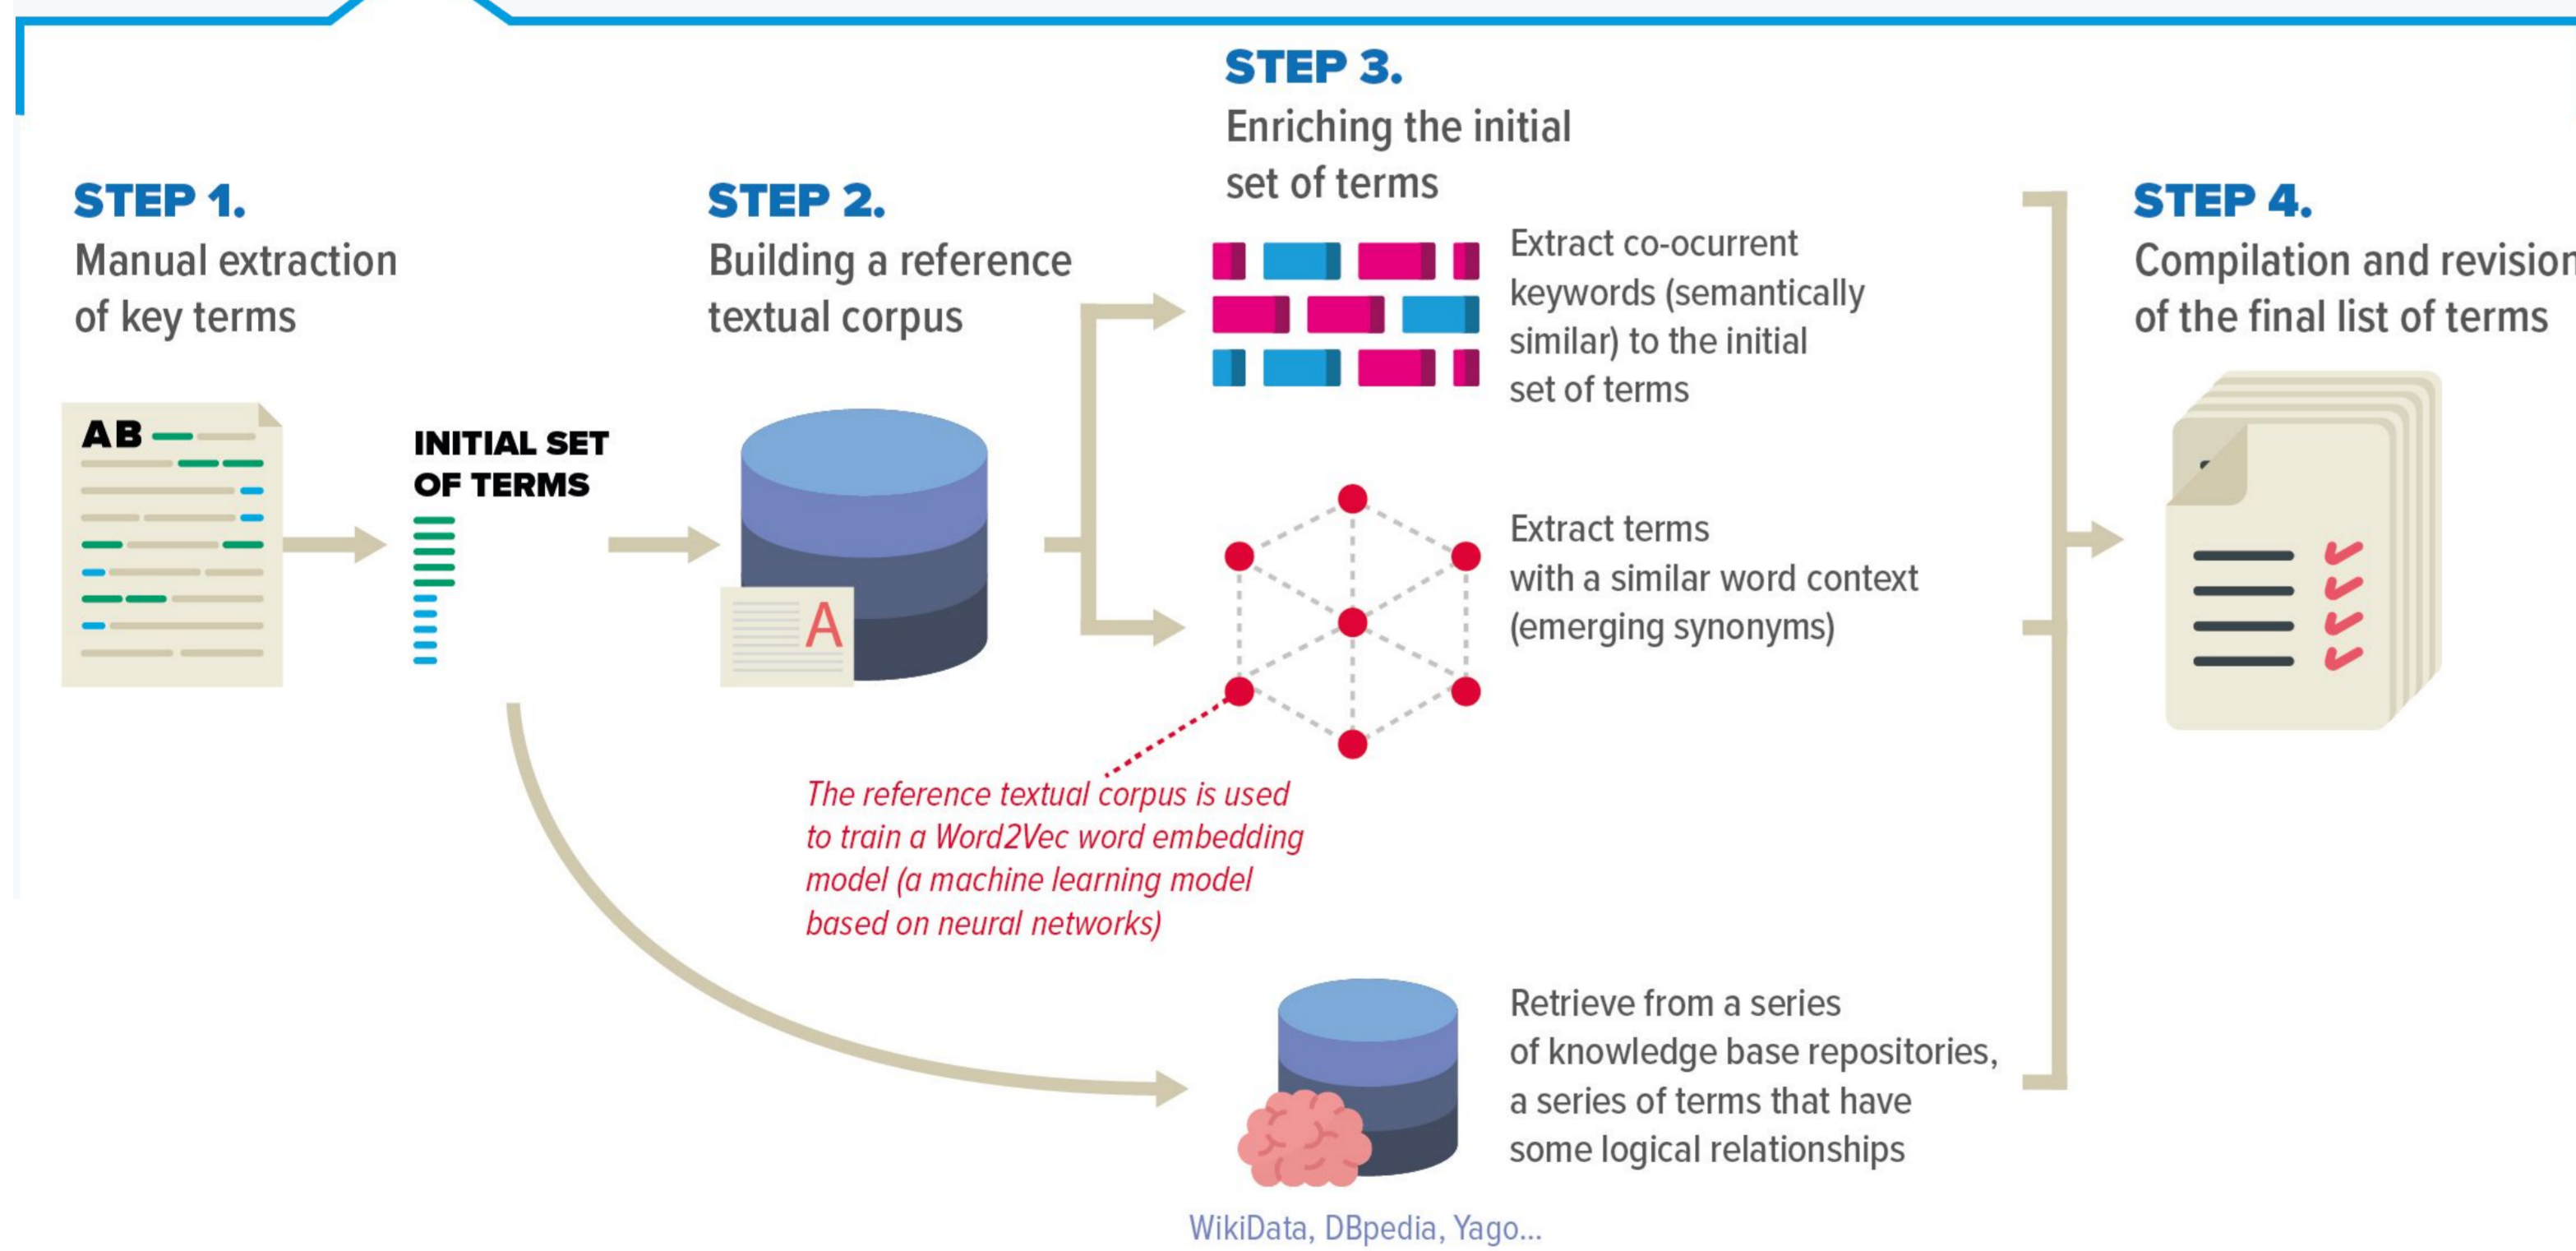 STEP 1.
Manual extraction
of key terms
AB
INITIAL SET
OF TERMS
STEP 2.
Building a reference
textual corpus
A
STEP 3.
Enriching the initial
set of terms
Extract co-ocurrent
keywords (semantically
similar) to the initial
set of terms
Extract terms
with a similar word context
(emerging synonyms)
The reference textual corpus is used
to train a Word2Vec word embedding
model (a machine learning model
based on neural networks)
Retrieve from a series
of knowledge base repositories,
a series of terms that have
some logical relationships
WikiData, DBpedia, Yago...
STEP 4.
Compilation and revision
of the final list of terms